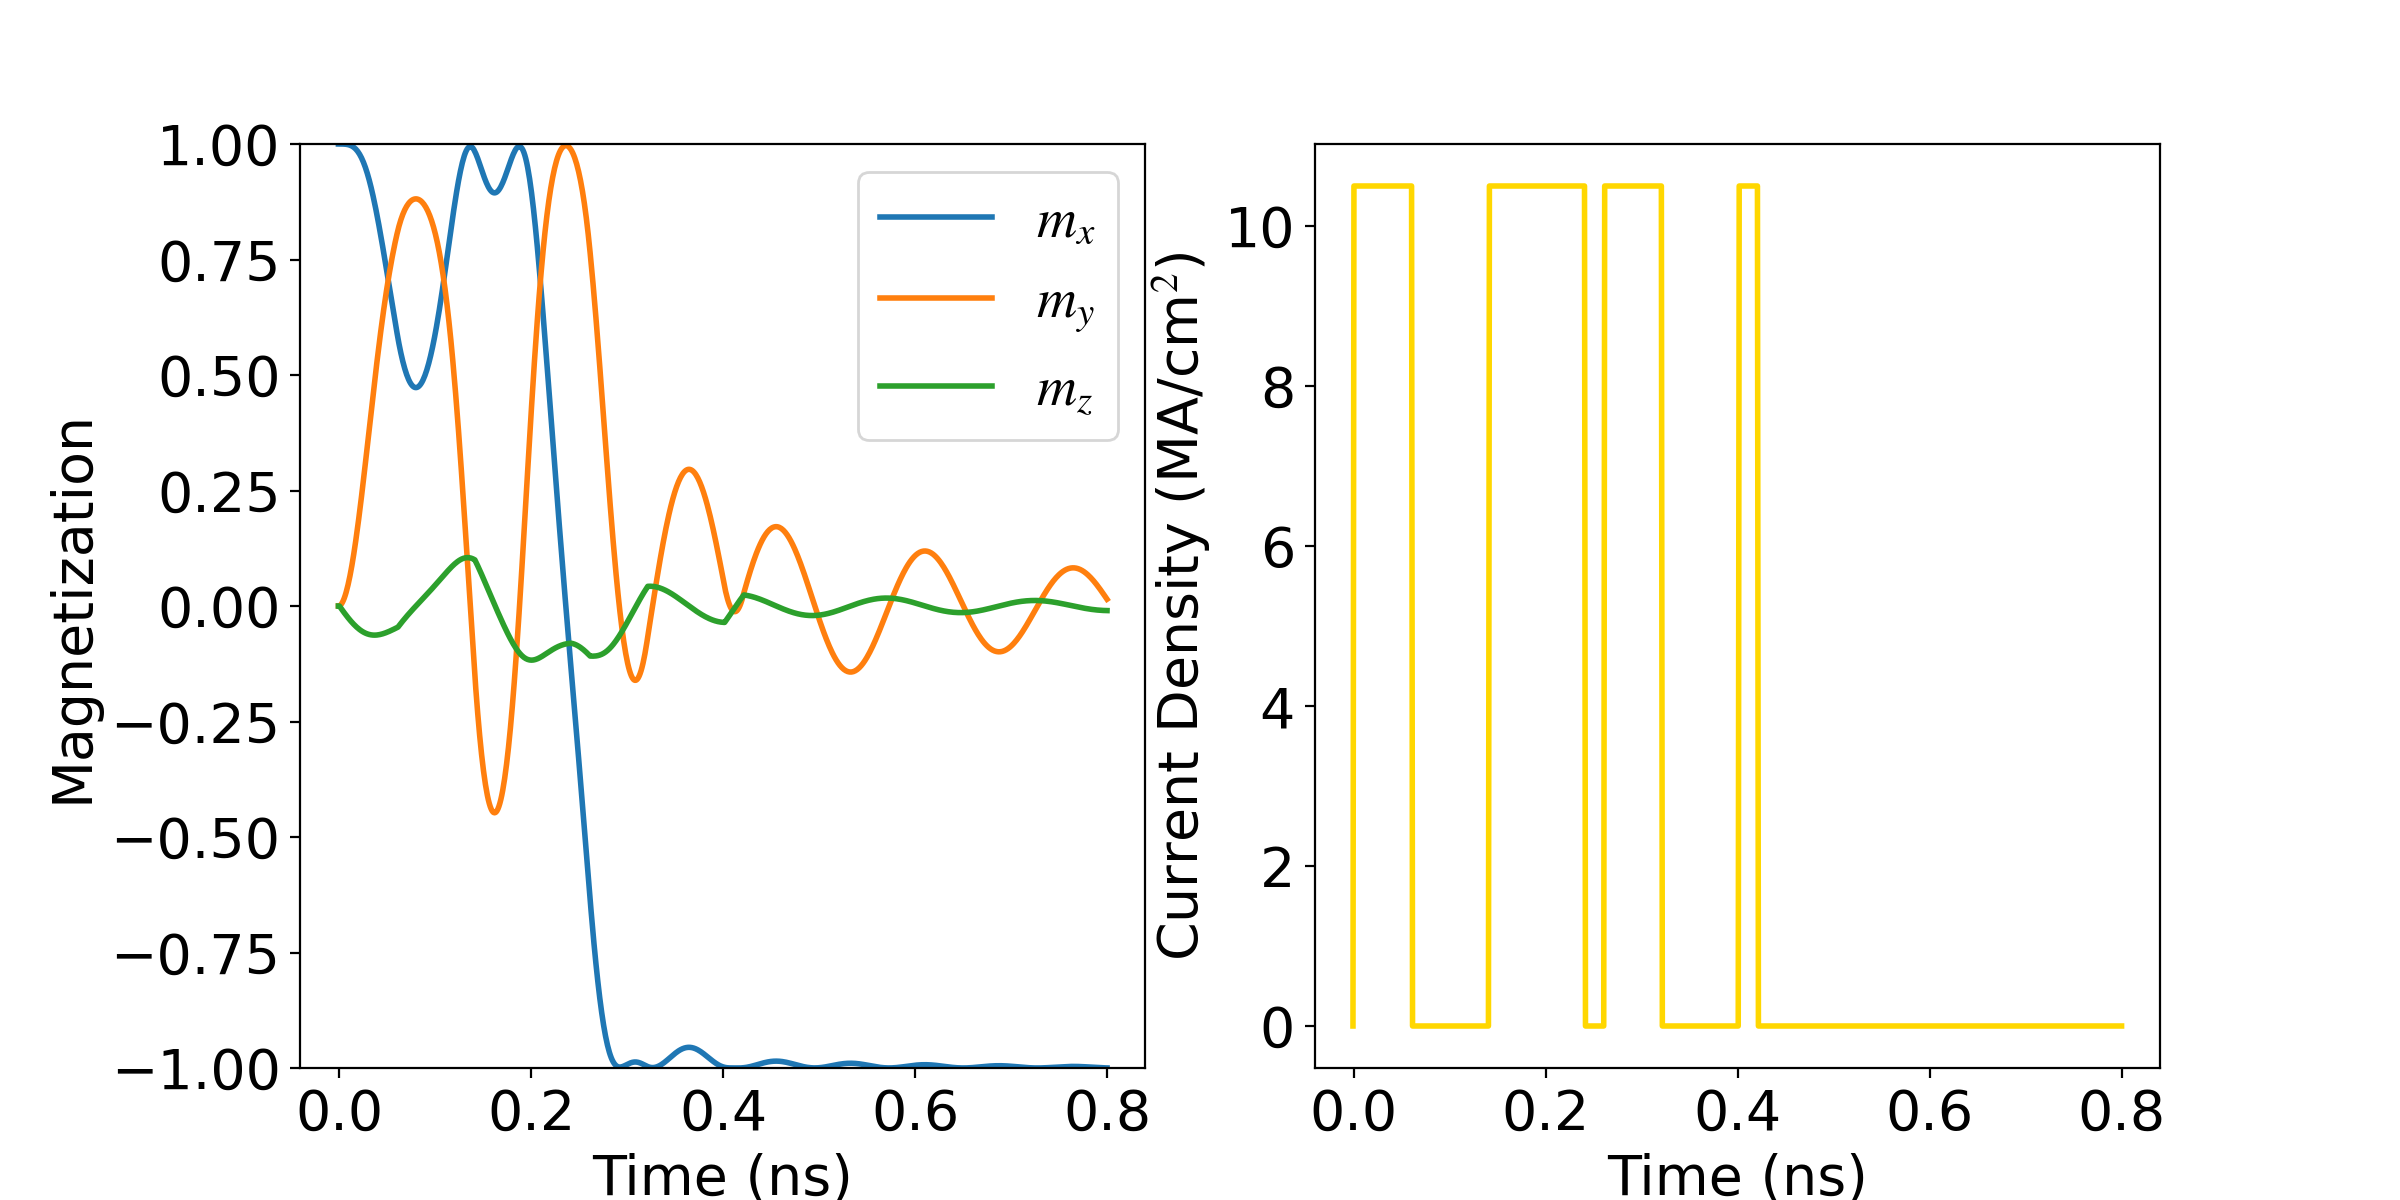 1.00
0.75
0.50
0.25
0.00
−0.25
−0.50
−0.75
−1.00
Magnetization
0.0 0.2 0.4 0.6 0.8
Time (ns)
m_x
m_y
m_z
10
8
6
4
2
0
Current Density (MA/cm²)
0.0 0.2 0.4 0.6 0.8
Time (ns)